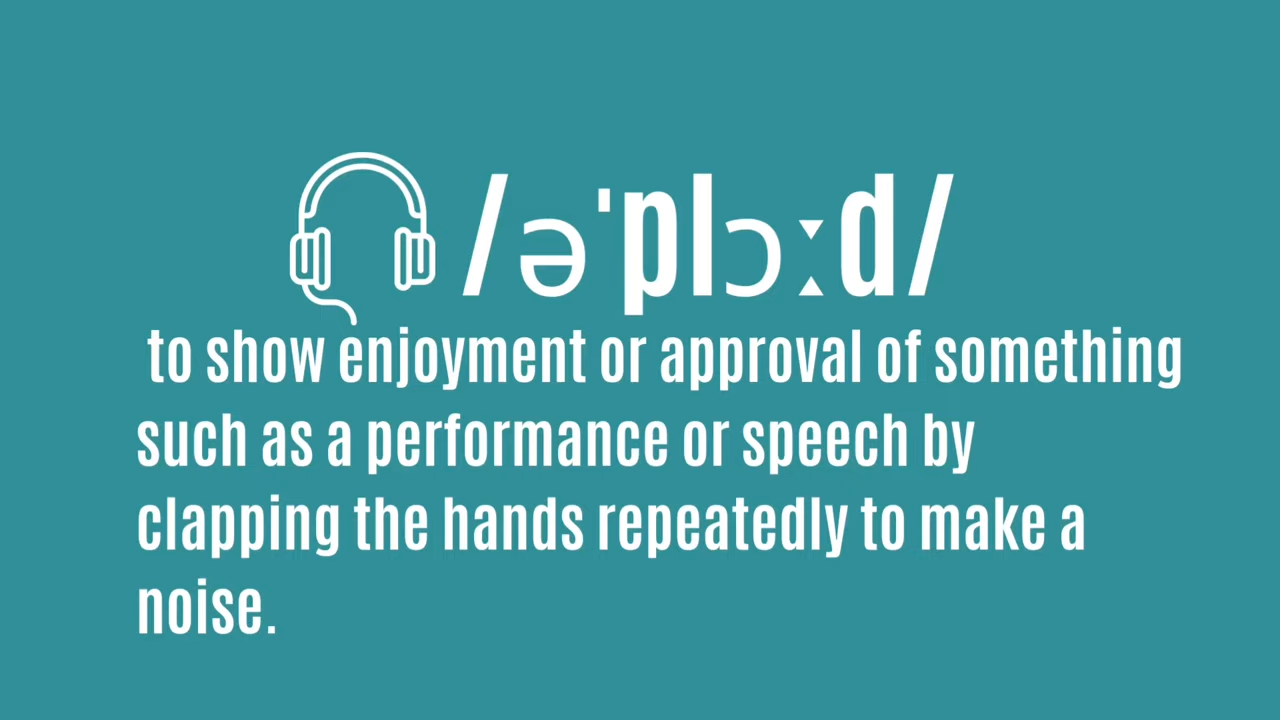 /əˈplɔːd/
to show enjoyment or approval of something
such as a performance or speech by
clapping the hands repeatedly to make a
noise.